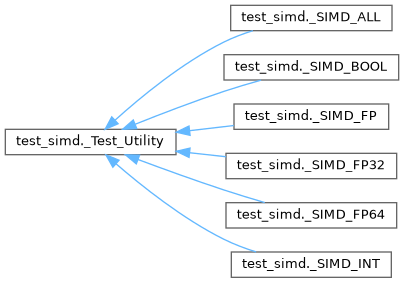 test_simd._SIMD_ALL
test_simd._SIMD_BOOL
test_simd._SIMD_FP
test_simd._Test_Utility
test_simd._SIMD_FP32
test_simd._SIMD_FP64
test_simd._SIMD_INT